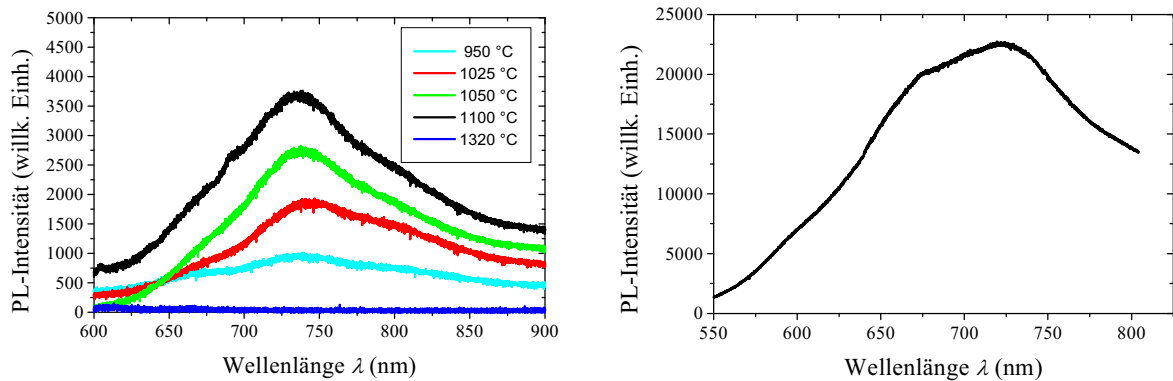 PL-Intensität (willk. Einh.)
5000
4500
4000
3500
3000
2500
2000
1500
1000
500
0
950 °C
1025 °C
1050 °C
1100 °C
1320 °C
600 650 700 750 800 850 900
Wellenlänge λ (nm)
PL-Intensität (willk. Einh.)
25000
20000
15000
10000
5000
0
550 600 650 700 750 800
Wellenlänge λ (nm)